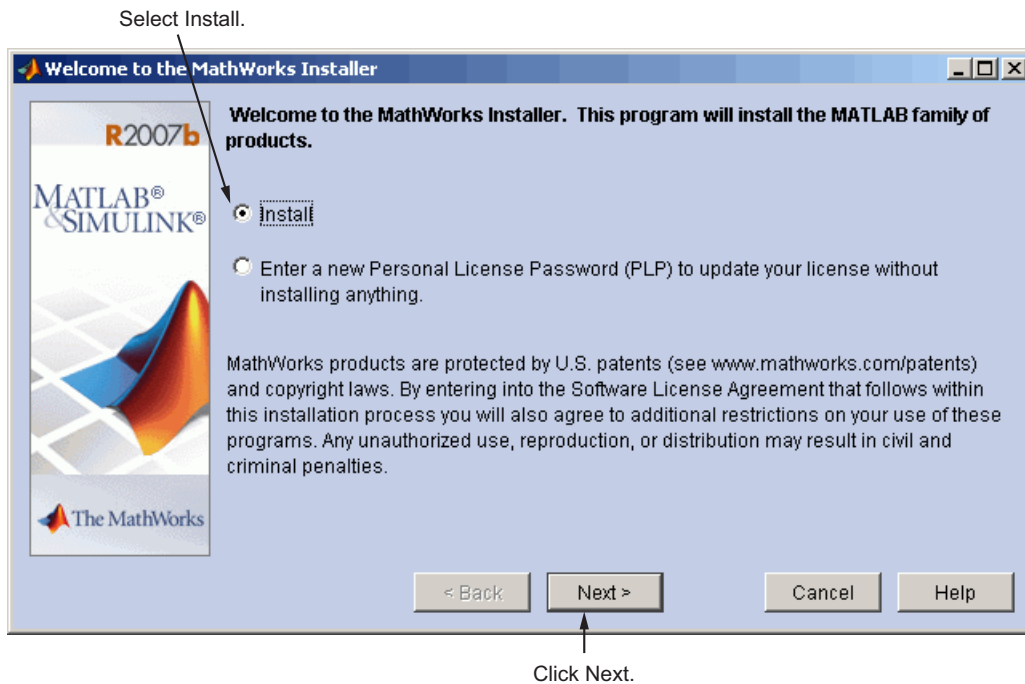 Select Install.
Welcome to the MathWorks Installer
R2007b
MATLAB®
&SIMULINK®
The MathWorks
Welcome to the MathWorks Installer. This program will install the MATLAB family of
products.
Install
Enter a new Personal License Password (PLP) to update your license without
installing anything.
MathWorks products are protected by U.S. patents (see www.mathworks.com/patents)
and copyright laws. By entering into the Software License Agreement that follows within
this installation process you will also agree to additional restrictions on your use of these
programs. Any unauthorized use, reproduction, or distribution may result in civil and
criminal penalties.
< Back
Next >
Cancel
Help
Click Next.